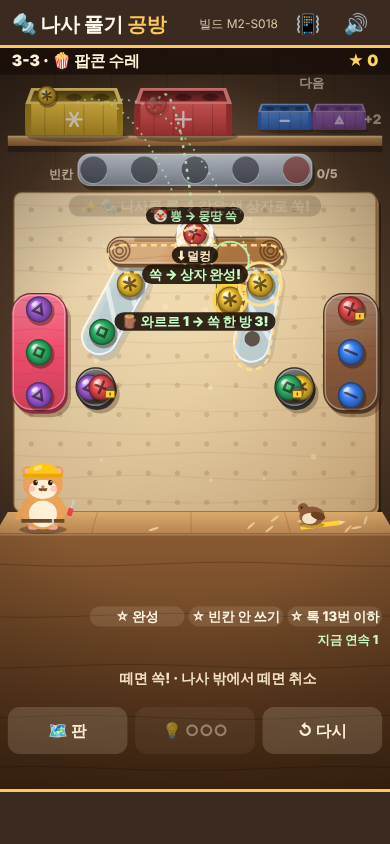 나사 풀기 공방
빌드 M2-S018
3-3 · 팝콘 수레
★ 0
다음
+2
빈칸
0/5
뿅 → 몽땅 쏙
⬇덜컹
쏙 → 상자 완성!
와르르 1 → 쏙 한 방 3!
☆ 완성
☆ 빈칸 안 쓰기
☆ 톡 13번 이하
지금 연속 1
떼면 쏙! · 나사 밖에서 떼면 취소
판
다시